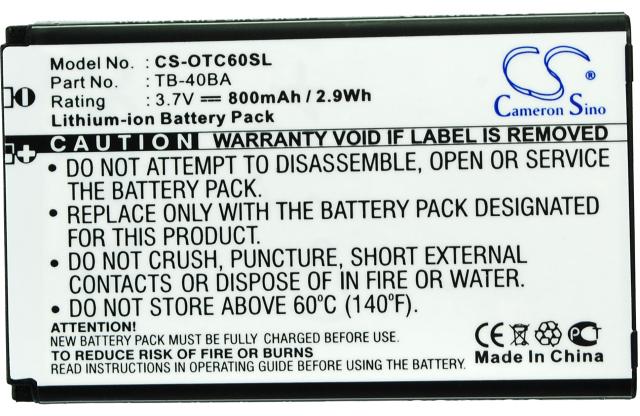 Model No. : CS-OTC60SL
Part No. : TB-40BA
Rating : 3.7V 800mAh / 2.9Wh
Lithium-ion Battery Pack
CS
®
Cameron Sino
CAUTION WARRANTY VOID IF LABEL IS REMOVED
• DO NOT ATTEMPT TO DISASSEMBLE, OPEN OR SERVICE
THE BATTERY PACK.
• REPLACE ONLY WITH THE BATTERY PACK DESIGNATED
FOR THIS PRODUCT.
• DO NOT CRUSH, PUNCTURE, SHORT EXTERNAL
CONTACTS OR DISPOSE OF IN FIRE OR WATER.
• DO NOT STORE ABOVE 60°C (140°F).
ATTENTION!
NEW BATTERY PACK MUST BE FULLY CHARGED BEFORE USE.
TO PREVENT RISK OF FIRE OR BURNS
READ INSTRUCTIONS IN OPERATING GUIDE BEFORE USING BATTERY PACK.
CE
Made In China